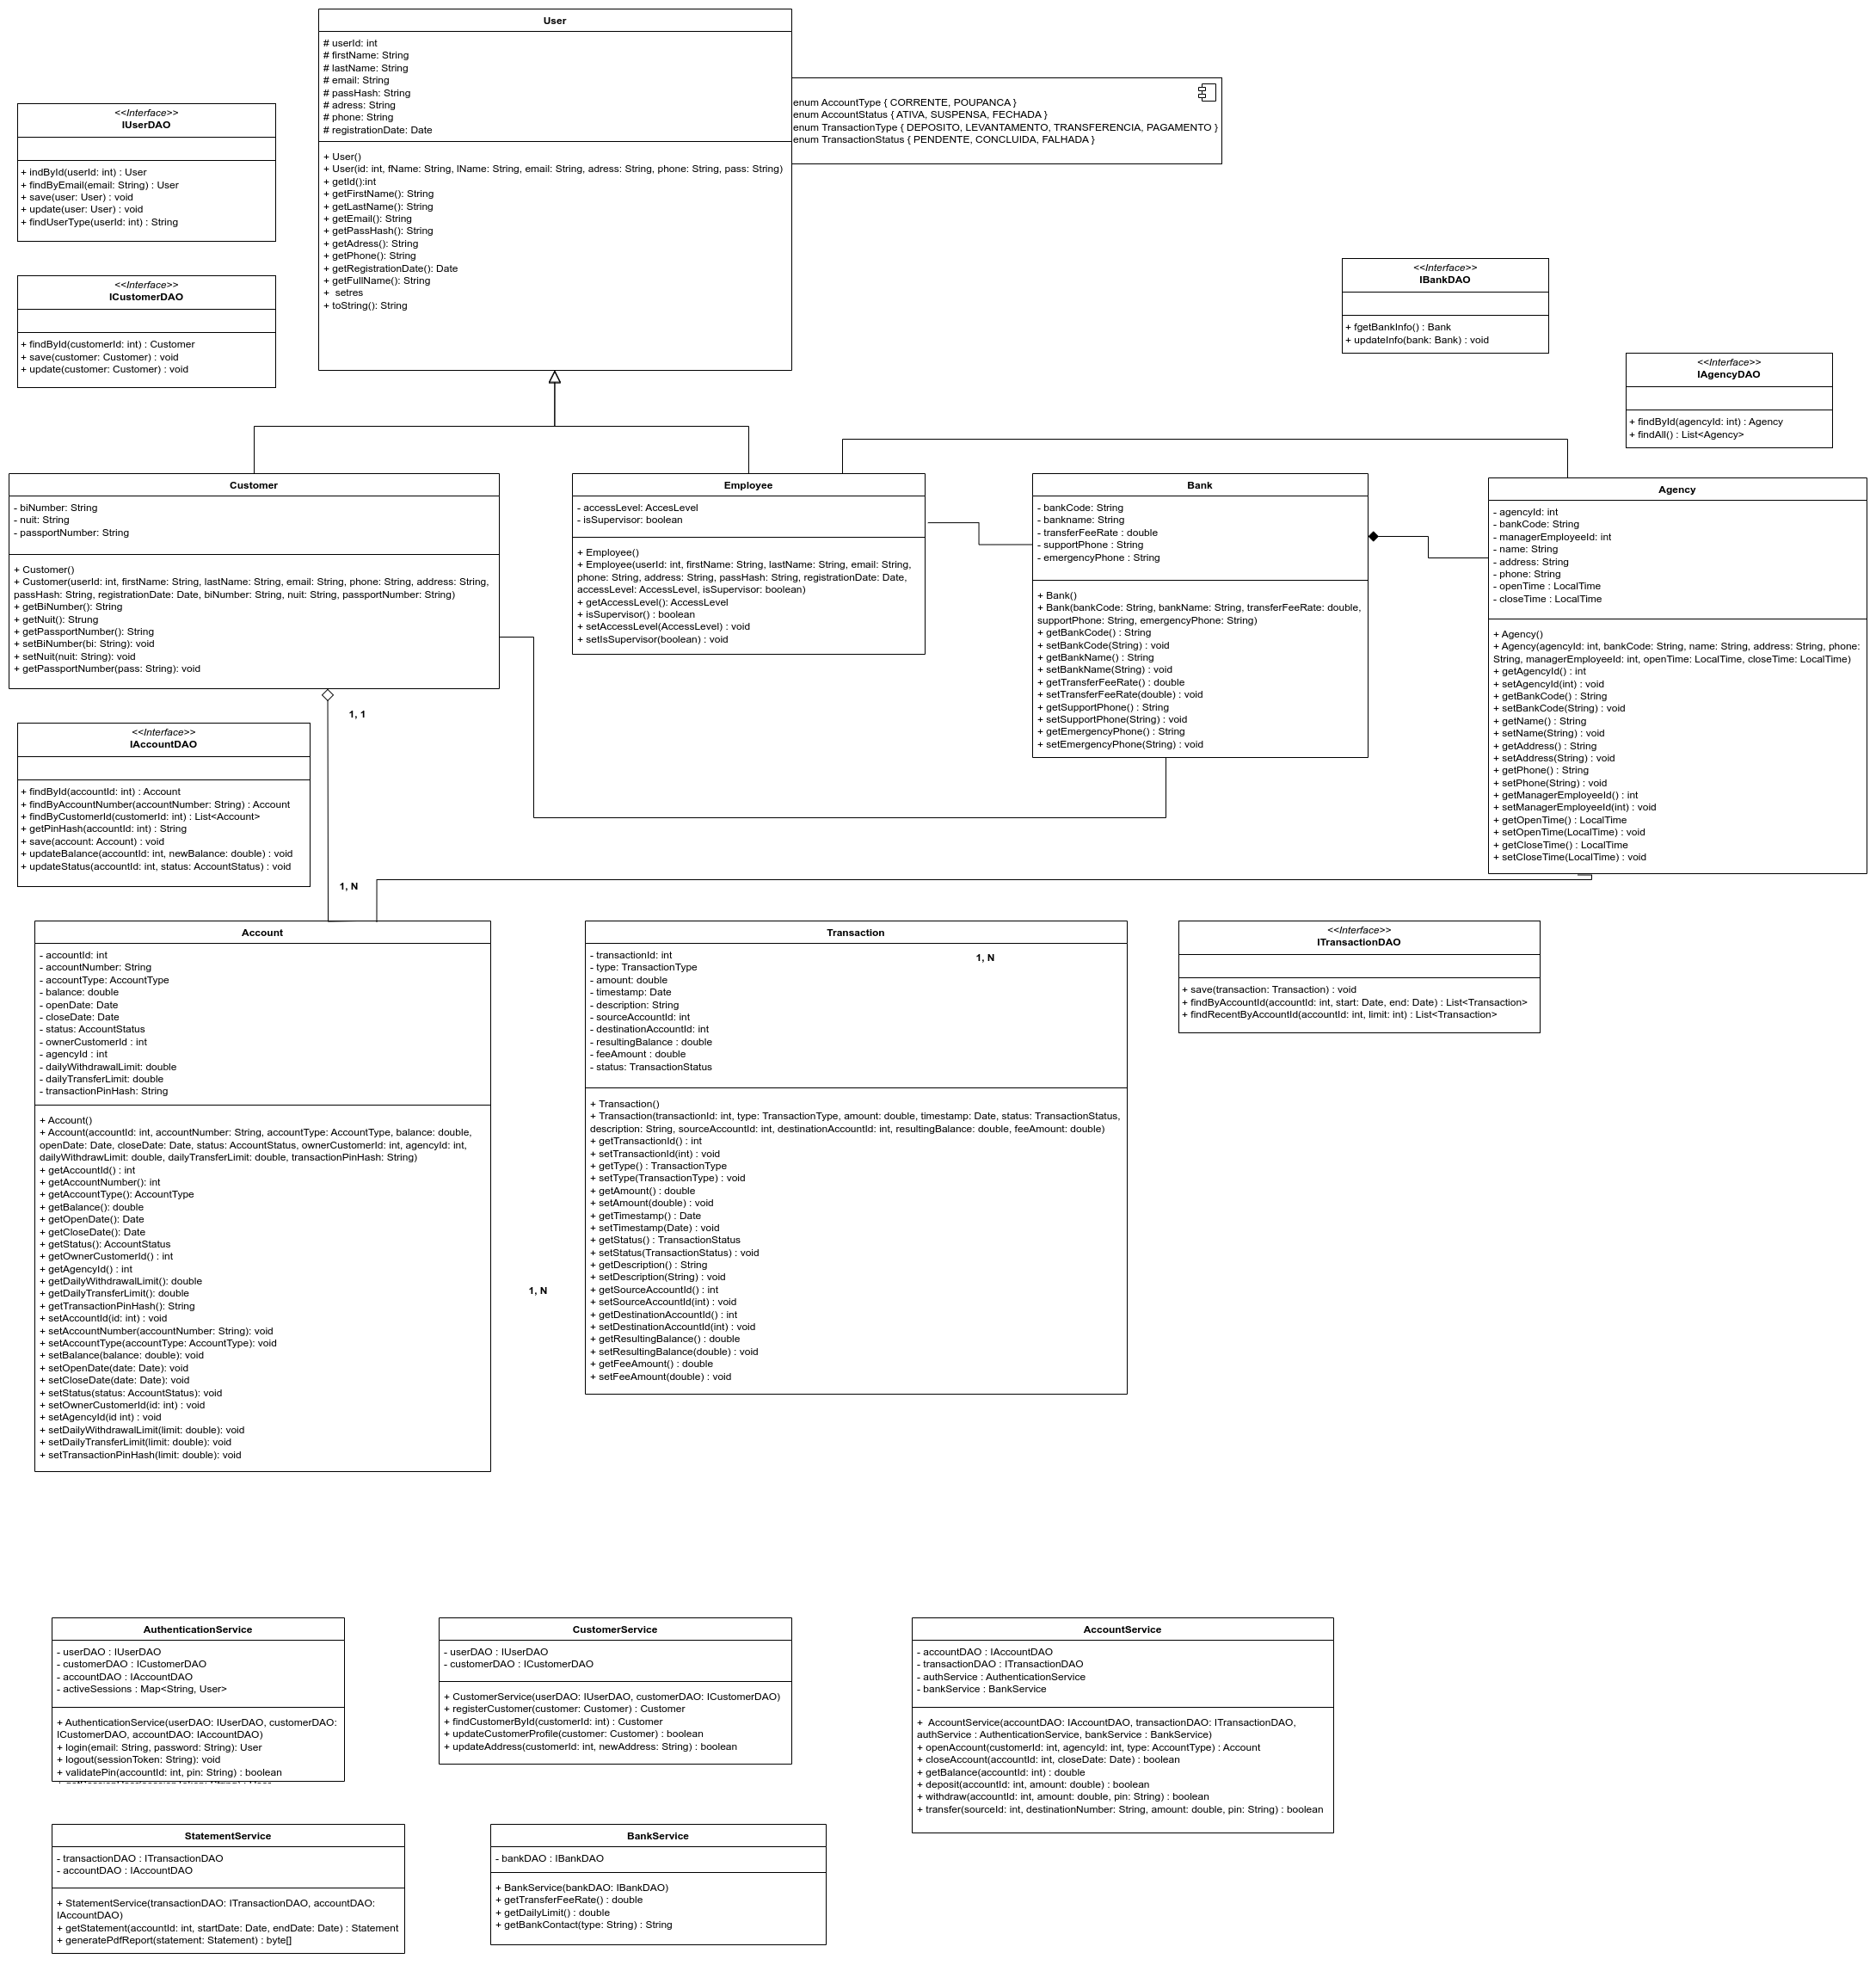 User
# userId: int
# firstName: String
# lastName: String
# email: String
# passHash: String
# adress: String
# phone: String
# registrationDate: Date
+ User()
+ User(id: int, fName: String, lName: String, email: String, adress: String, phone: String, pass: String)
+ getId():int
+ getFirstName(): String
+ getLastName(): String
+ getEmail(): String
+ getPassHash(): String
+ getAdress(): String
+ getPhone(): String
+ getRegistrationDate(): Date
+ getFullName(): String
+  setres
+ toString(): String
enum AccountType { CORRENTE, POUPANCA }
enum AccountStatus { ATIVA, SUSPENSA, FECHADA }
enum TransactionType { DEPOSITO, LEVANTAMENTO, TRANSFERENCIA, PAGAMENTO }
enum TransactionStatus { PENDENTE, CONCLUIDA, FALHADA }
<<Interface>>
IUserDAO
+ indById(userId: int) : User
+ findByEmail(email: String) : User
+ save(user: User) : void
+ update(user: User) : void
+ findUserType(userId: int) : String
<<Interface>>
ICustomerDAO
+ findById(customerId: int) : Customer
+ save(customer: Customer) : void
+ update(customer: Customer) : void
<<Interface>>
IBankDAO
+ fgetBankInfo() : Bank
+ updateInfo(bank: Bank) : void
<<Interface>>
IAgencyDAO
+ findById(agencyId: int) : Agency
+ findAll() : List<Agency>
Customer
- biNumber: String
- nuit: String
- passportNumber: String
+ Customer()
+ Customer(userId: int, firstName: String, lastName: String, email: String, phone: String, address: String,
passHash: String, registrationDate: Date, biNumber: String, nuit: String, passportNumber: String)
+ getBiNumber(): String
+ getNuit(): Strung
+ getPassportNumber(): String
+ setBiNumber(bi: String): void
+ setNuit(nuit: String): void
+ getPassportNumber(pass: String): void
Employee
- accessLevel: AccesLevel
- isSupervisor: boolean
+ Employee()
+ Employee(userId: int, firstName: String, lastName: String, email: String,
phone: String, address: String, passHash: String, registrationDate: Date,
accessLevel: AccessLevel, isSupervisor: boolean)
+ getAccessLevel(): AccessLevel
+ isSupervisor() : boolean
+ setAccessLevel(AccessLevel) : void
+ setIsSupervisor(boolean) : void
Bank
- bankCode: String
- bankname: String
- transferFeeRate : double
- supportPhone : String
- emergencyPhone : String
+ Bank()
+ Bank(bankCode: String, bankName: String, transferFeeRate: double,
supportPhone: String, emergencyPhone: String)
+ getBankCode() : String
+ setBankCode(String) : void
+ getBankName() : String
+ setBankName(String) : void
+ getTransferFeeRate() : double
+ setTransferFeeRate(double) : void
+ getSupportPhone() : String
+ setSupportPhone(String) : void
+ getEmergencyPhone() : String
+ setEmergencyPhone(String) : void
Agency
- agencyId: int
- bankCode: String
- managerEmployeeId: int
- name: String
- address: String
- phone: String
- openTime : LocalTime
- closeTime : LocalTime
+ Agency()
+ Agency(agencyId: int, bankCode: String, name: String, address: String, phone:
String, managerEmployeeId: int, openTime: LocalTime, closeTime: LocalTime)
+ getAgencyId() : int
+ setAgencyId(int) : void
+ getBankCode() : String
+ setBankCode(String) : void
+ getName() : String
+ setName(String) : void
+ getAddress() : String
+ setAddress(String) : void
+ getPhone() : String
+ setPhone(String) : void
+ getManagerEmployeeId() : int
+ setManagerEmployeeId(int) : void
+ getOpenTime() : LocalTime
+ setOpenTime(LocalTime) : void
+ getCloseTime() : LocalTime
+ setCloseTime(LocalTime) : void
1, 1
<<Interface>>
IAccountDAO
+ findById(accountId: int) : Account
+ findByAccountNumber(accountNumber: String) : Account
+ findByCustomerId(customerId: int) : List<Account>
+ getPinHash(accountId: int) : String
+ save(account: Account) : void
+ updateBalance(accountId: int, newBalance: double) : void
+ updateStatus(accountId: int, status: AccountStatus) : void
1, N
Account
- accountId: int
- accountNumber: String
- accountType: AccountType
- balance: double
- openDate: Date
- closeDate: Date
- status: AccountStatus
- ownerCustomerId : int
- agencyId : int
- dailyWithdrawalLimit: double
- dailyTransferLimit: double
- transactionPinHash: String
+ Account()
+ Account(accountId: int, accountNumber: String, accountType: AccountType, balance: double,
openDate: Date, closeDate: Date, status: AccountStatus, ownerCustomerId: int, agencyId: int,
dailyWithdrawLimit: double, dailyTransferLimit: double, transactionPinHash: String)
+ getAccountId() : int
+ getAccountNumber(): int
+ getAccountType(): AccountType
+ getBalance(): double
+ getOpenDate(): Date
+ getCloseDate(): Date
+ getStatus(): AccountStatus
+ getOwnerCustomerId() : int
+ getAgencyId() : int
+ getDailyWithdrawalLimit(): double
+ getDailyTransferLimit(): double
+ getTransactionPinHash(): String
+ setAccountId(id: int) : void
+ setAccountNumber(accountNumber: String): void
+ setAccountType(accountType: AccountType): void
+ setBalance(balance: double): void
+ setOpenDate(date: Date): void
+ setCloseDate(date: Date): void
+ setStatus(status: AccountStatus): void
+ setOwnerCustomerId(id: int) : void
+ setAgencyId(id int) : void
+ setDailyWithdrawalLimit(limit: double): void
+ setDailyTransferLimit(limit: double): void
+ setTransactionPinHash(limit: double): void
1, N
Transaction
- transactionId: int
- type: TransactionType
- amount: double
- timestamp: Date
- description: String
- sourceAccountId: int
- destinationAccountId: int
- resultingBalance : double
- feeAmount : double
- status: TransactionStatus
1, N
+ Transaction()
+ Transaction(transactionId: int, type: TransactionType, amount: double, timestamp: Date, status: TransactionStatus,
description: String, sourceAccountId: int, destinationAccountId: int, resultingBalance: double, feeAmount: double)
+ getTransactionId() : int
+ setTransactionId(int) : void
+ getType() : TransactionType
+ setType(TransactionType) : void
+ getAmount() : double
+ setAmount(double) : void
+ getTimestamp() : Date
+ setTimestamp(Date) : void
+ getStatus() : TransactionStatus
+ setStatus(TransactionStatus) : void
+ getDescription() : String
+ setDescription(String) : void
+ getSourceAccountId() : int
+ setSourceAccountId(int) : void
+ getDestinationAccountId() : int
+ setDestinationAccountId(int) : void
+ getResultingBalance() : double
+ setResultingBalance(double) : void
+ getFeeAmount() : double
+ setFeeAmount(double) : void
<<Interface>>
ITransactionDAO
+ save(transaction: Transaction) : void
+ findByAccountId(accountId: int, start: Date, end: Date) : List<Transaction>
+ findRecentByAccountId(accountId: int, limit: int) : List<Transaction>
AuthenticationService
- userDAO : IUserDAO
- customerDAO : ICustomerDAO
- accountDAO : IAccountDAO
- activeSessions : Map<String, User>
+ AuthenticationService(userDAO: IUserDAO, customerDAO:
ICustomerDAO, accountDAO: IAccountDAO)
+ login(email: String, password: String): User
+ logout(sessionToken: String): void
+ validatePin(accountId: int, pin: String) : boolean
CustomerService
- userDAO : IUserDAO
- customerDAO : ICustomerDAO
+ CustomerService(userDAO: IUserDAO, customerDAO: ICustomerDAO)
+ registerCustomer(customer: Customer) : Customer
+ findCustomerById(customerId: int) : Customer
+ updateCustomerProfile(customer: Customer) : boolean
+ updateAddress(customerId: int, newAddress: String) : boolean
AccountService
- accountDAO : IAccountDAO
- transactionDAO : ITransactionDAO
- authService : AuthenticationService
- bankService : BankService
+  AccountService(accountDAO: IAccountDAO, transactionDAO: ITransactionDAO,
authService : AuthenticationService, bankService : BankService)
+ openAccount(customerId: int, agencyId: int, type: AccountType) : Account
+ closeAccount(accountId: int, closeDate: Date) : boolean
+ getBalance(accountId: int) : double
+ deposit(accountId: int, amount: double) : boolean
+ withdraw(accountId: int, amount: double, pin: String) : boolean
+ transfer(sourceId: int, destinationNumber: String, amount: double, pin: String) : boolean
StatementService
- transactionDAO : ITransactionDAO
- accountDAO : IAccountDAO
+ StatementService(transactionDAO: ITransactionDAO, accountDAO:
IAccountDAO)
+ getStatement(accountId: int, startDate: Date, endDate: Date) : Statement
+ generatePdfReport(statement: Statement) : byte[]
BankService
- bankDAO : IBankDAO
+ BankService(bankDAO: IBankDAO)
+ getTransferFeeRate() : double
+ getDailyLimit() : double
+ getBankContact(type: String) : String